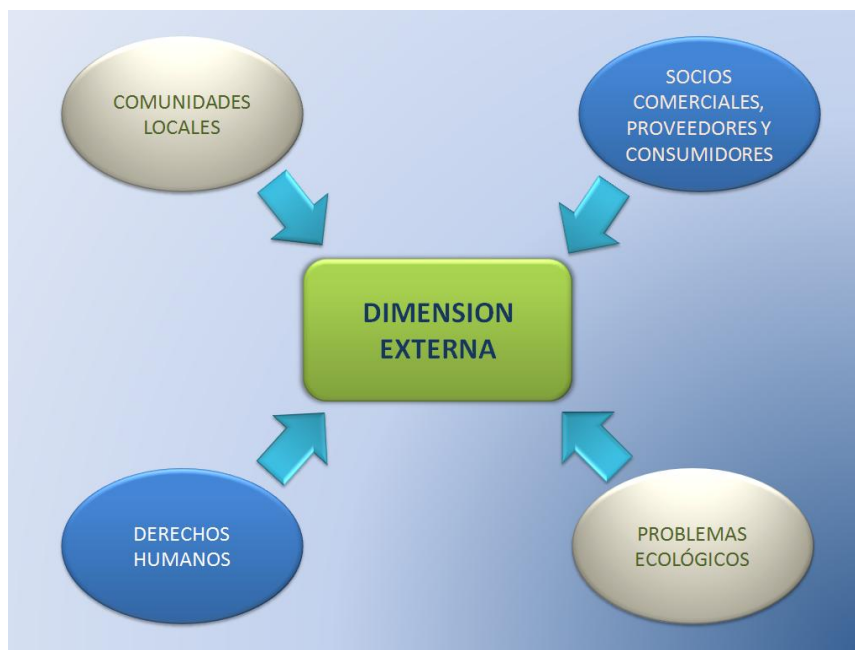 COMUNIDADES
LOCALES
SOCIOS
COMERCIALES,
PROVEEDORES Y
CONSUMIDORES
DIMENSION
EXTERNA
DERECHOS
HUMANOS
PROBLEMAS
ECOLÓGICOS